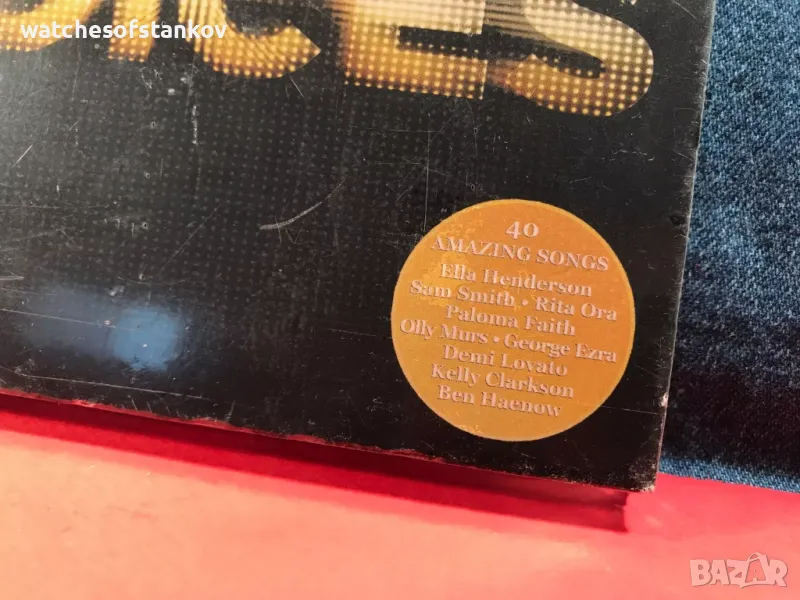 watchesofstankov
40
AMAZING SONGS
Ella Henderson
Sam Smith • Rita Ora
Paloma Faith
Olly Murs • George Ezra
Demi Lovato
Kelly Clarkson
Ben Haenow
BAZAR